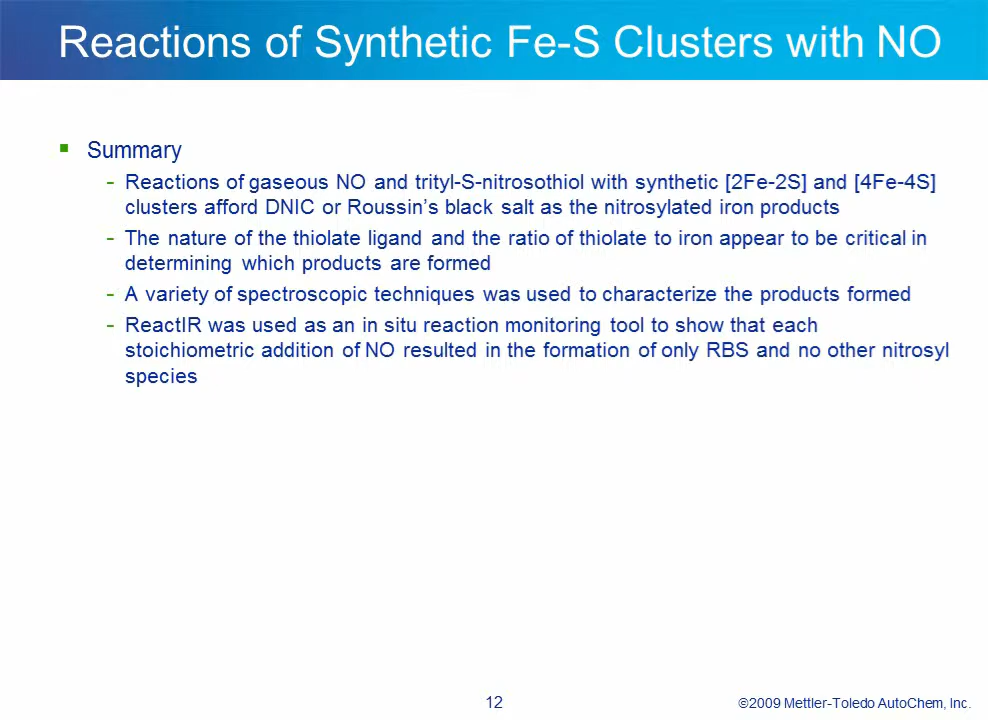 Reactions of Synthetic Fe-S Clusters with NO
▪ Summary
- Reactions of gaseous NO and trityl-S-nitrosothiol with synthetic [2Fe-2S] and [4Fe-4S]
clusters afford DNIC or Roussin’s black salt as the nitrosylated iron products
- The nature of the thiolate ligand and the ratio of thiolate to iron appear to be critical in
determining which products are formed
- A variety of spectroscopic techniques was used to characterize the products formed
- ReactIR was used as an in situ reaction monitoring tool to show that each
stoichiometric addition of NO resulted in the formation of only RBS and no other nitrosyl
species
12
©2009 Mettler-Toledo AutoChem, Inc.